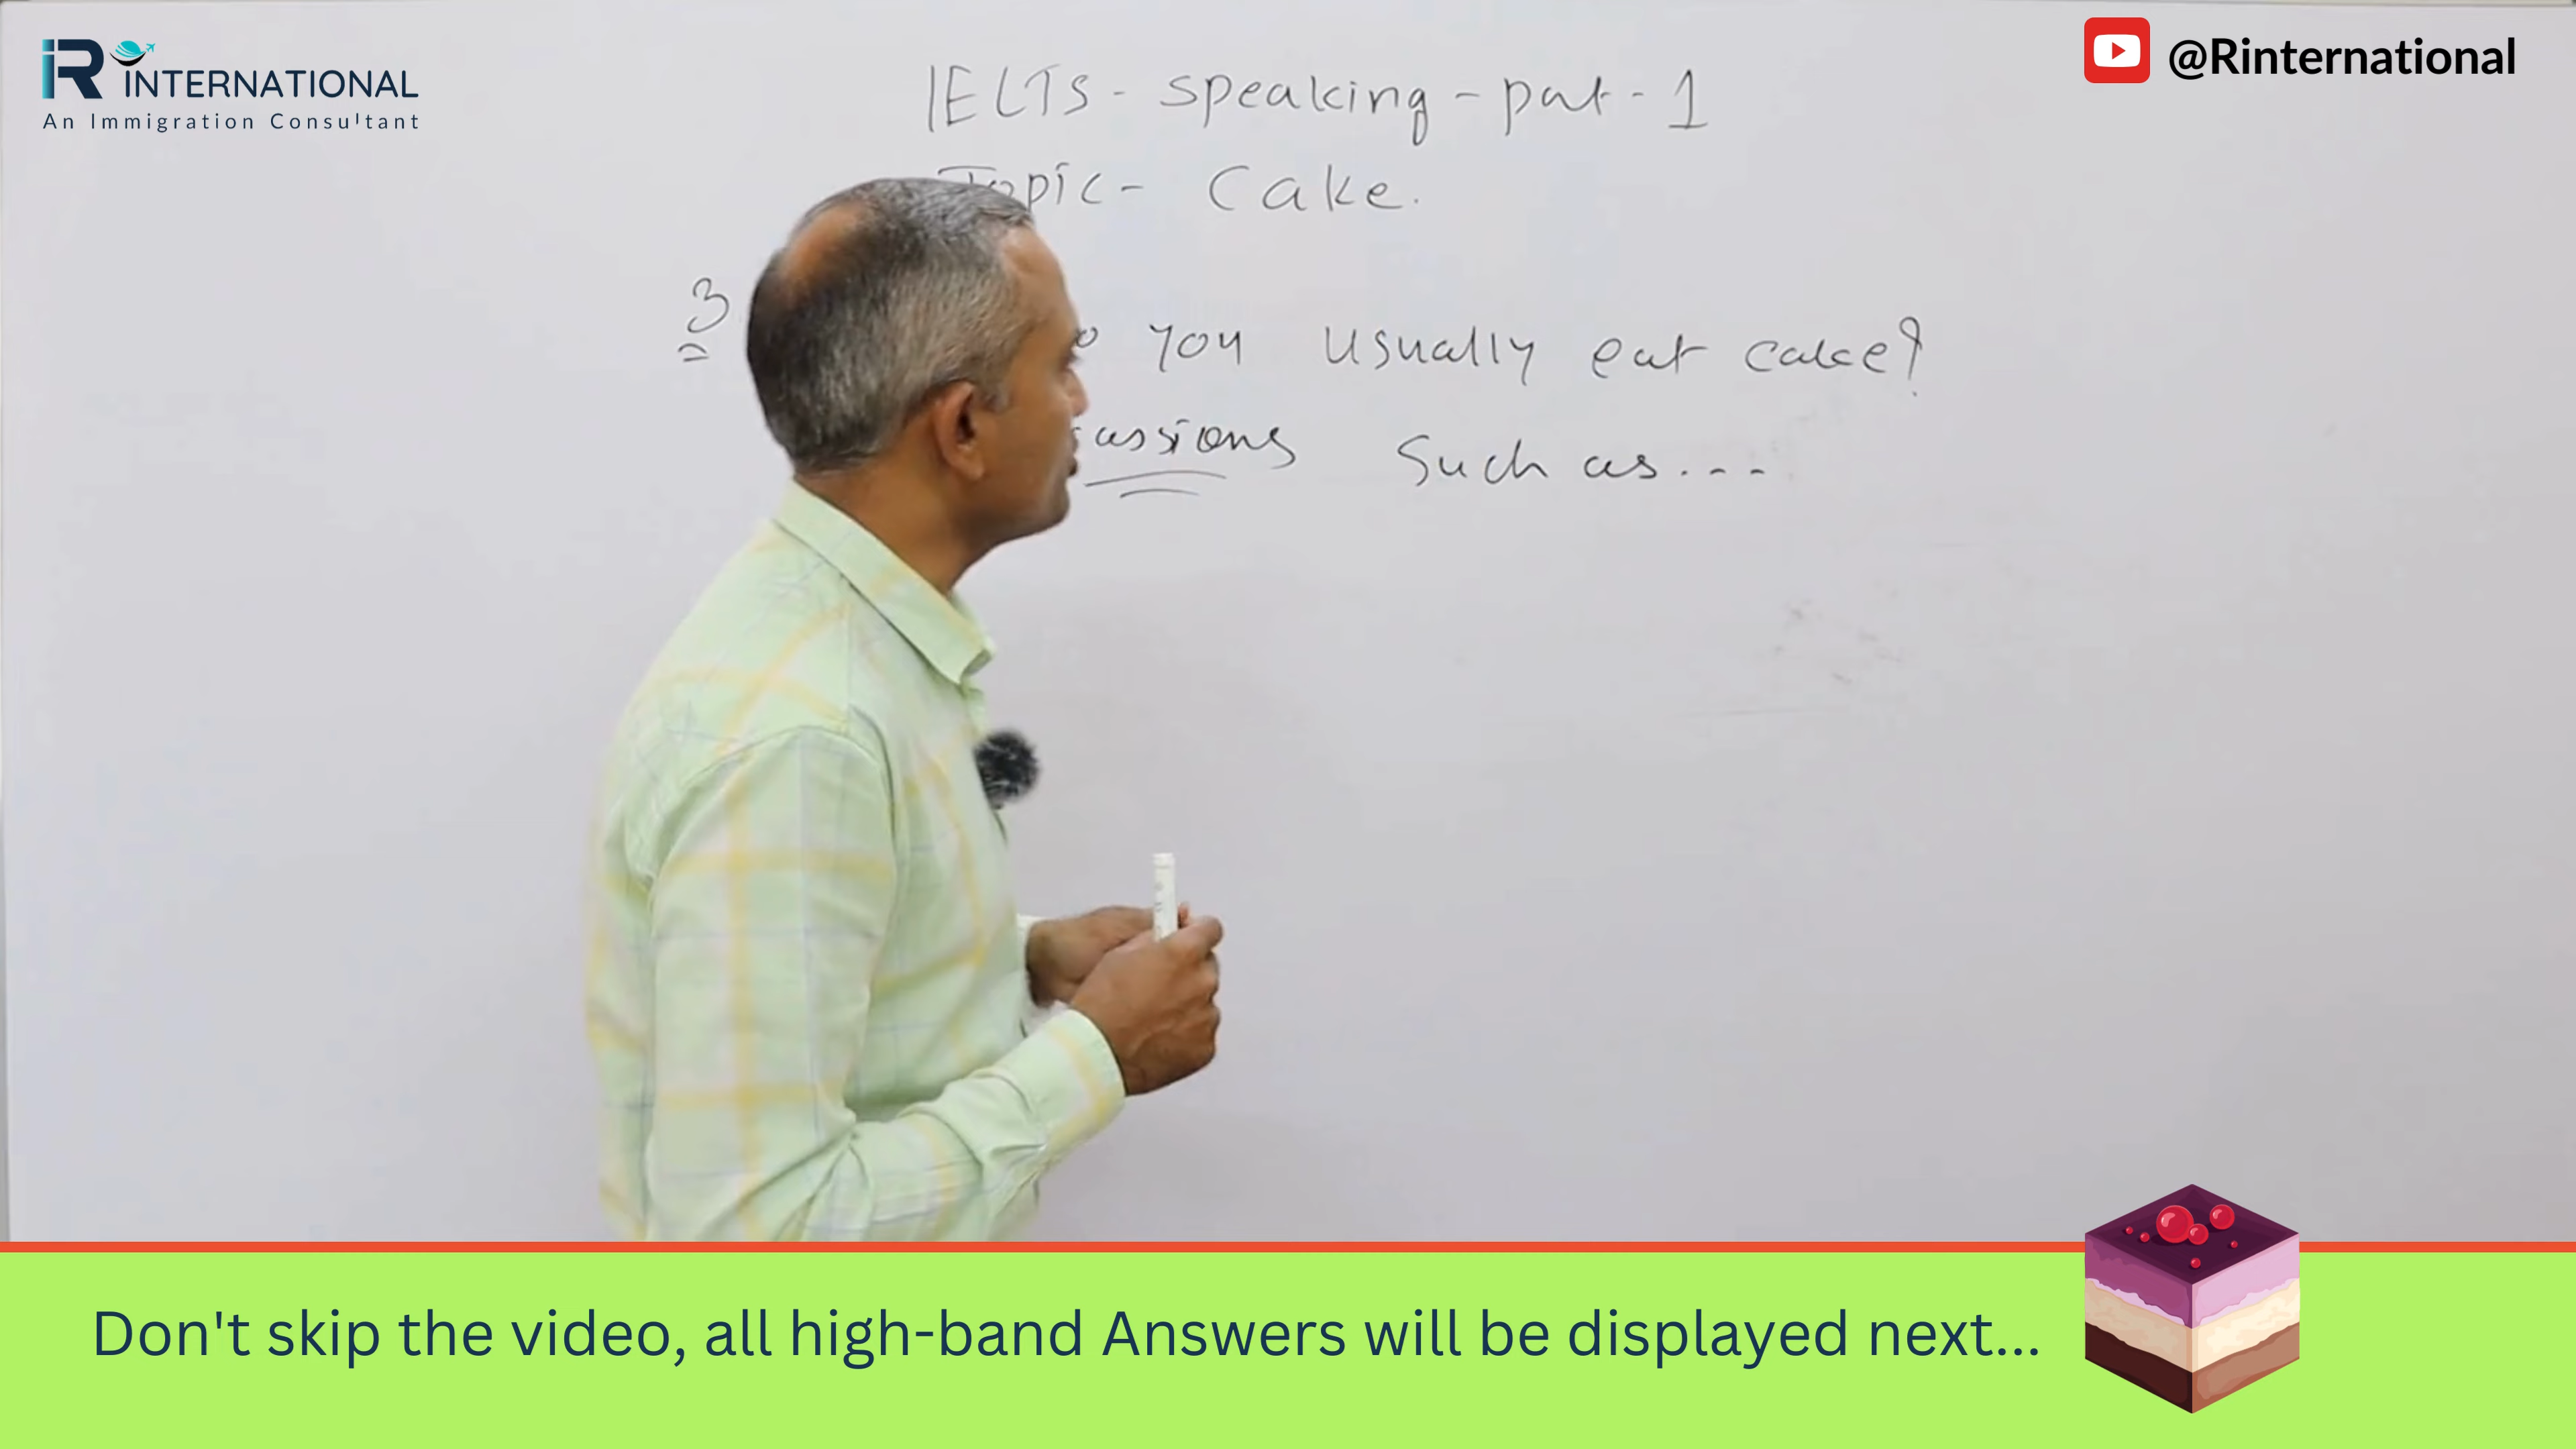 iR INTERNATIONAL
An Immigration Consultant
@Rinternational
IELTS - speaking - part - 1
Topic - Cake.
3 you usually eat cake?
Such as...
Don't skip the video, all high-band Answers will be displayed next...